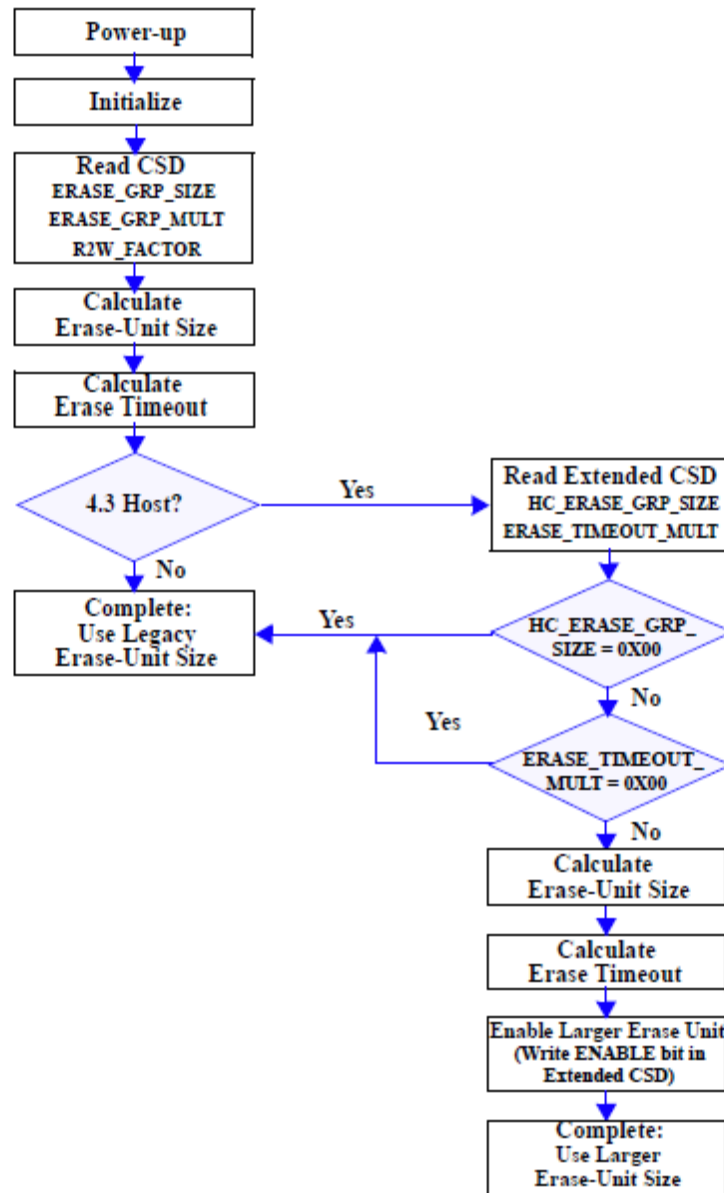 Power-up
Initialize
Read CSD
ERASE_GRP_SIZE
ERASE_GRP_MULT
R2W_FACTOR
Calculate
Erase-Unit Size
Calculate
Erase Timeout
4.3 Host?
Yes
Read Extended CSD
HC_ERASE_GRP_SIZE
ERASE_TIMEOUT_MULT
No
Complete:
Use Legacy
Erase-Unit Size
Yes
HC_ERASE_GRP_
SIZE = 0X00
No
Yes
ERASE_TIMEOUT_
MULT = 0X00
No
Calculate
Erase-Unit Size
Calculate
Erase Timeout
Enable Larger Erase Unit
(Write ENABLE bit in
Extended CSD)
Complete:
Use Larger
Erase-Unit Size